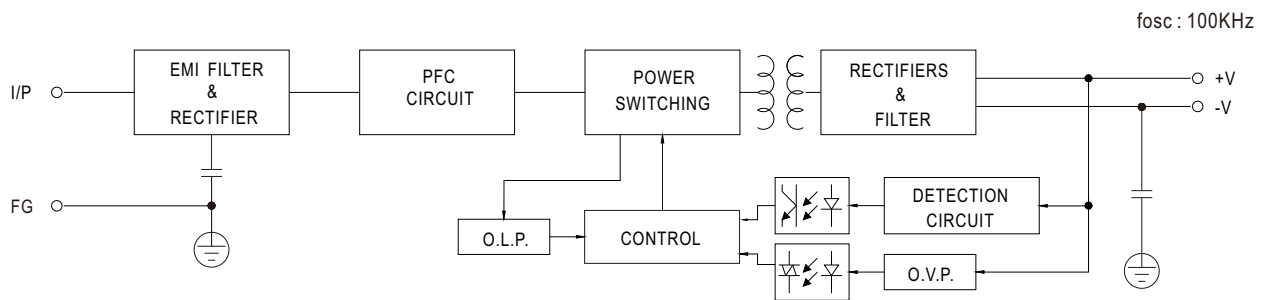 fosc : 100KHz
I/P
EMI FILTER
&
RECTIFIER
PFC
CIRCUIT
POWER
SWITCHING
RECTIFIERS
&
FILTER
+V
-V
FG
O.L.P.
CONTROL
DETECTION
CIRCUIT
O.V.P.